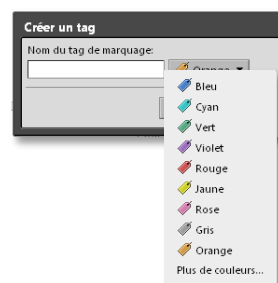 Créer un tag
Nom du tag de marquage:
Orange
Bleu
Cyan
Vert
Violet
Rouge
Jaune
Rose
Gris
Orange
Plus de couleurs...